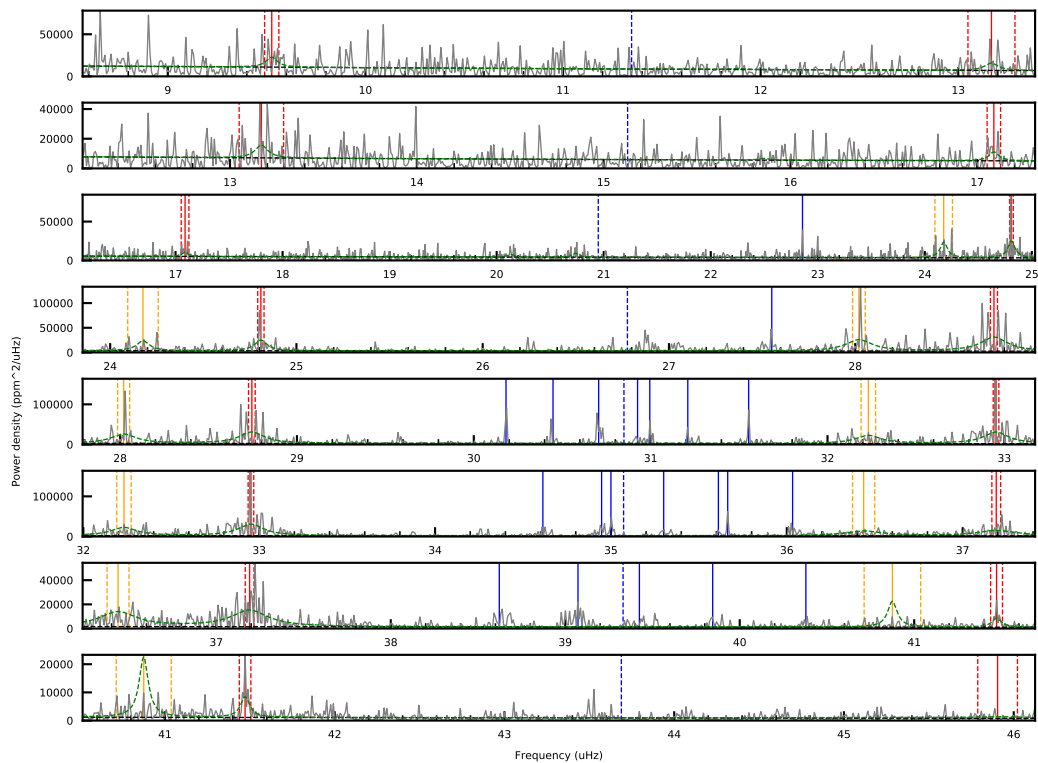 50000
0
9 10 11 12 13
40000
20000
0
13 14 15 16 17
50000
0
17 18 19 20 21 22 23 24 25
100000
50000
0
24 25 26 27 28
100000
0
28 29 30 31 32 33
100000
0
32 33 34 35 36 37
40000
20000
0
37 38 39 40 41
20000
10000
0
41 42 43 44 45 46
Power density (ppm^2/uHz)
Frequency (uHz)